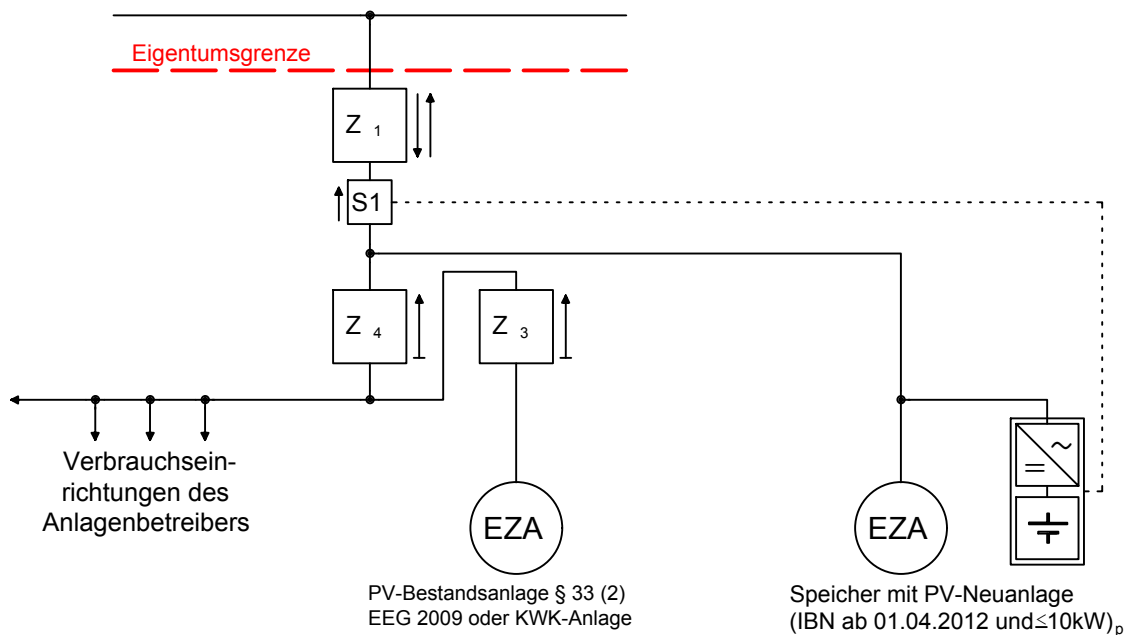 Eigentumsgrenze
Z 1
S1
Z 4
Z 3
Verbrauchsein-
richtungen des
Anlagenbetreibers
EZA
EZA
PV-Bestandsanlage § 33 (2)
EEG 2009 oder KWK-Anlage
Speicher mit PV-Neuanlage
(IBN ab 01.04.2012 und≤10kW)p